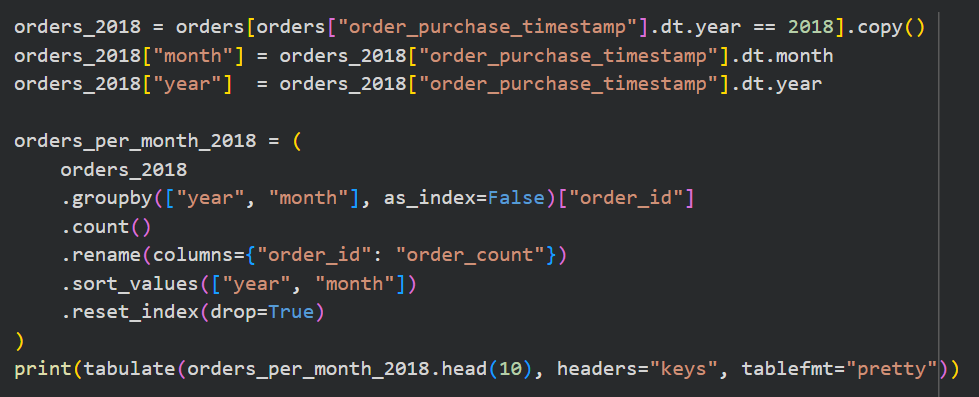 orders_2018 = orders[orders["order_purchase_timestamp"].dt.year == 2018].copy()
orders_2018["month"] = orders_2018["order_purchase_timestamp"].dt.month
orders_2018["year"]  = orders_2018["order_purchase_timestamp"].dt.year

orders_per_month_2018 = (
    orders_2018
    .groupby(["year", "month"], as_index=False)["order_id"]
    .count()
    .rename(columns={"order_id": "order_count"})
    .sort_values(["year", "month"])
    .reset_index(drop=True)
)
print(tabulate(orders_per_month_2018.head(10), headers="keys", tablefmt="pretty"))